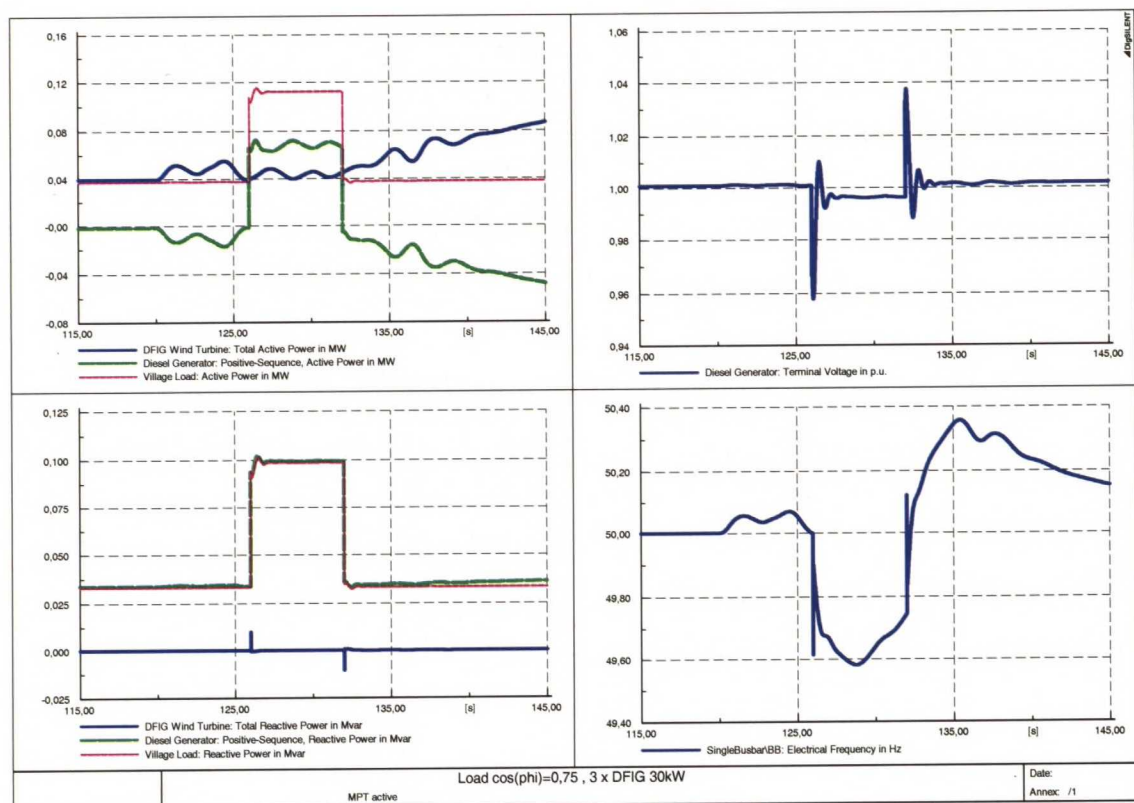 0,16
0,12
0,08
0,04
-0,00
-0,04
-0,08
115,00 125,00 135,00 [s] 145,00
DFIG Wind Turbine: Total Active Power in MW
Diesel Generator: Positive-Sequence, Active Power in MW
Village Load: Active Power in MW
1,06
1,04
1,02
1,00
0,98
0,96
0,94
115,00 125,00 135,00 [s] 145,00
Diesel Generator: Terminal Voltage in p.u.
DIgSILENT
0,125
0,100
0,075
0,050
0,025
0,000
-0,025
115,00 125,00 135,00 [s] 145,00
DFIG Wind Turbine: Total Reactive Power in Mvar
Diesel Generator: Positive-Sequence, Reactive Power in Mvar
Village Load: Reactive Power in Mvar
50,40
50,20
50,00
49,80
49,60
49,40
115,00 125,00 135,00 [s] 145,00
SingleBusbar\BB: Electrical Frequency in Hz
Load cos(phi)=0,75 , 3 x DFIG 30kW
MPT active
Date:
Annex: /1